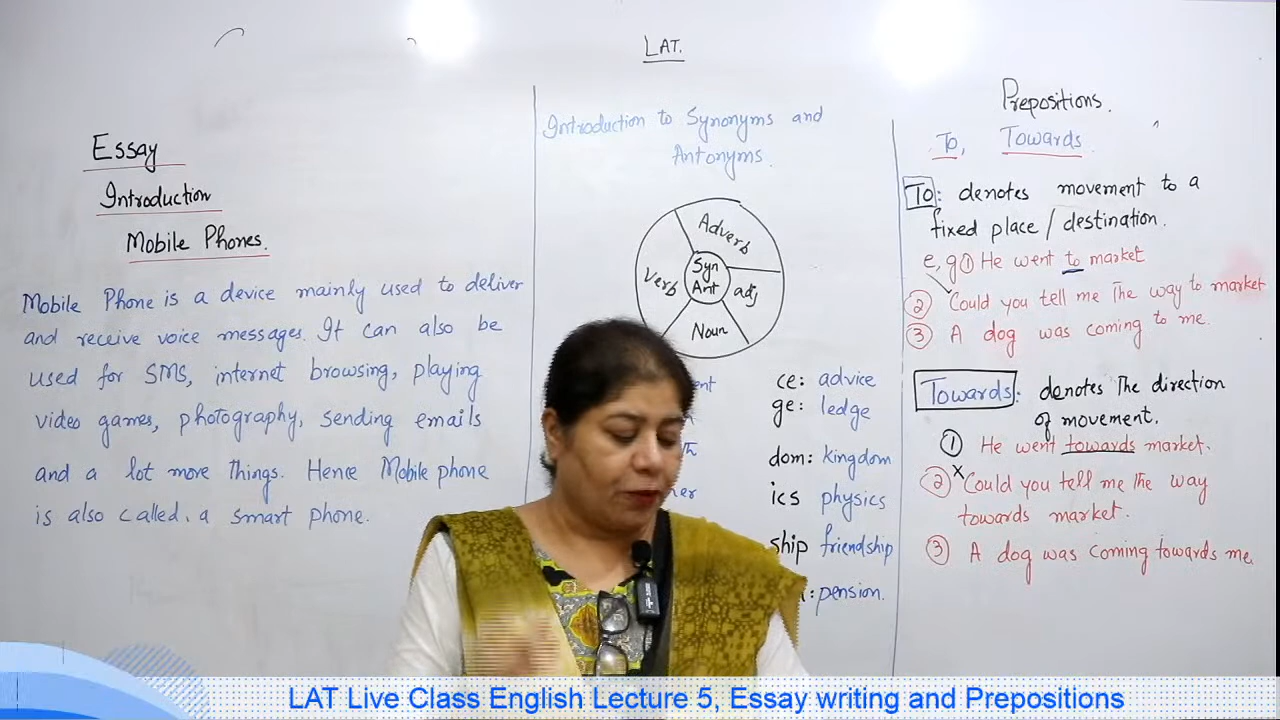 LAT.
Essay
Introduction
Mobile Phones.
Mobile Phone is a device mainly used to deliver
and receive voice messages. It can also be
used for SMS, internet browsing, playing
video games, photography, sending emails
and a lot more things. Hence Mobile phone
is also called a smart phone.
Introduction to Synonyms and
Antonyms.
Adverb
Verb
Syn
Ant
adj
Noun
ce: advice
ge: ledge
dom: kingdom
ics physics
ship friendship
: pension.
Prepositions.
To, Towards
To: denotes movement to a
fixed place / destination.
e,g ① He went to market
② Could you tell me The way to market
③ A dog was coming to me.
Towards: denotes The direction
of movement.
① He went towards market.
② x Could you tell me The way
towards market.
③ A dog was coming towards me.
LAT Live Class English Lecture 5, Essay writing and Prepositions